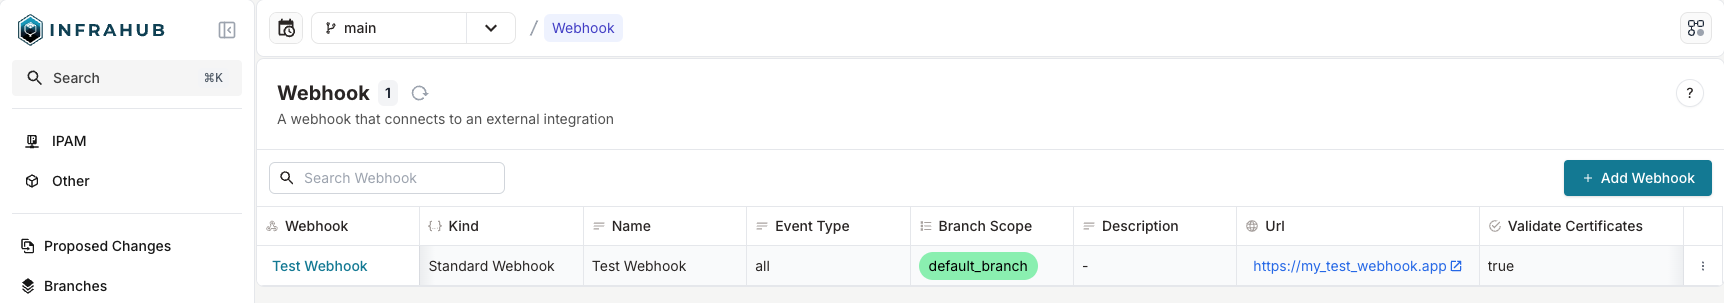 INFRAHUB
Search ⌘K
IPAM
Other
Proposed Changes
Branches
main / Webhook
Webhook 1
?
A webhook that connects to an external integration
Search Webhook
+ Add Webhook
Webhook {..} Kind Name Event Type Branch Scope Description Url Validate Certificates
Test Webhook Standard Webhook Test Webhook all default_branch - https://my_test_webhook.app true